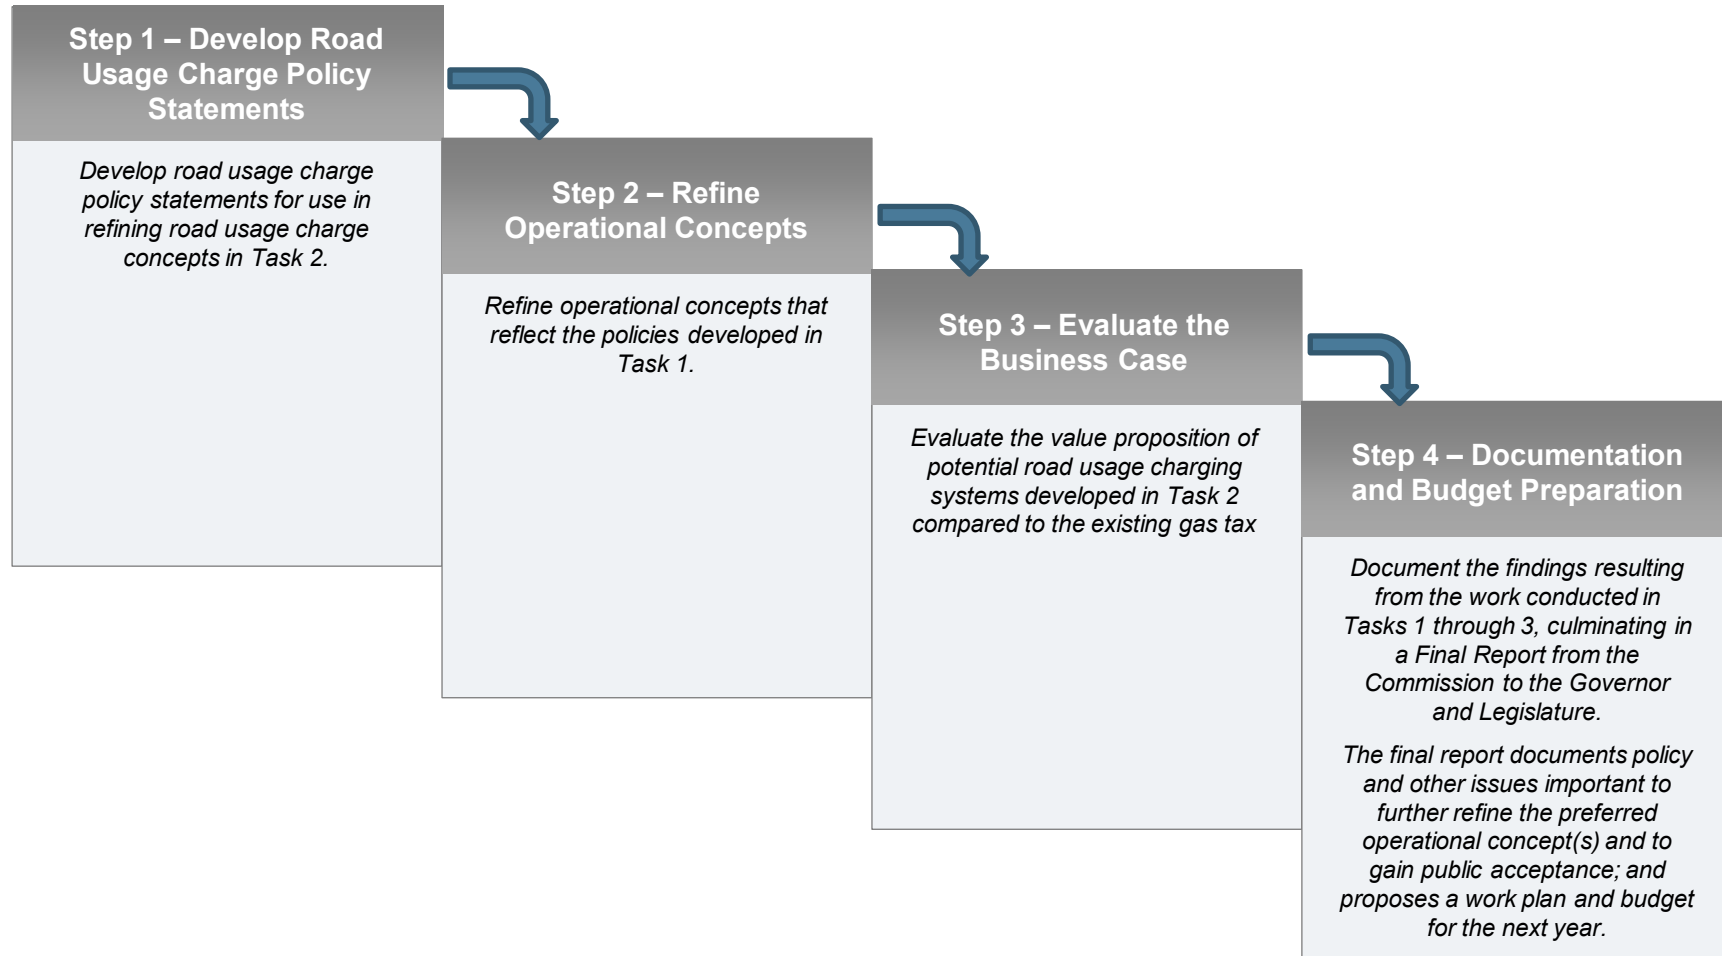 Step 1 – Develop Road
Usage Charge Policy
Statements
Develop road usage charge
policy statements for use in
refining road usage charge
concepts in Task 2.
Step 2 – Refine
Operational Concepts
Refine operational concepts that
reflect the policies developed in
Task 1.
Step 3 – Evaluate the
Business Case
Evaluate the value proposition of
potential road usage charging
systems developed in Task 2
compared to the existing gas tax
Step 4 – Documentation
and Budget Preparation
Document the findings resulting
from the work conducted in
Tasks 1 through 3, culminating in
a Final Report from the
Commission to the Governor
and Legislature.
The final report documents policy
and other issues important to
further refine the preferred
operational concept(s) and to
gain public acceptance; and
proposes a work plan and budget
for the next year.